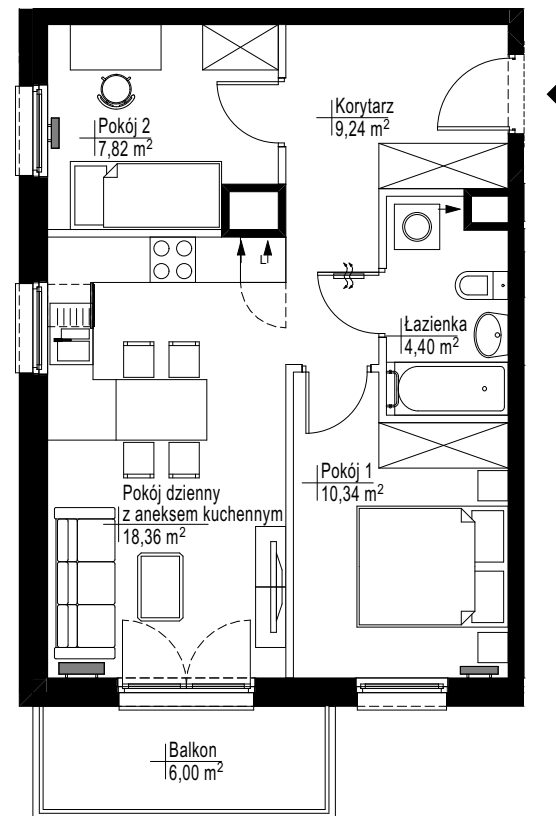 Korytarz
9,24 m²
Pokój 2
7,82 m²
Łazienka
4,40 m²
Pokój 1
10,34 m²
Pokój dzienny
z aneksem kuchennym
18,36 m²
Balkon
6,00 m²